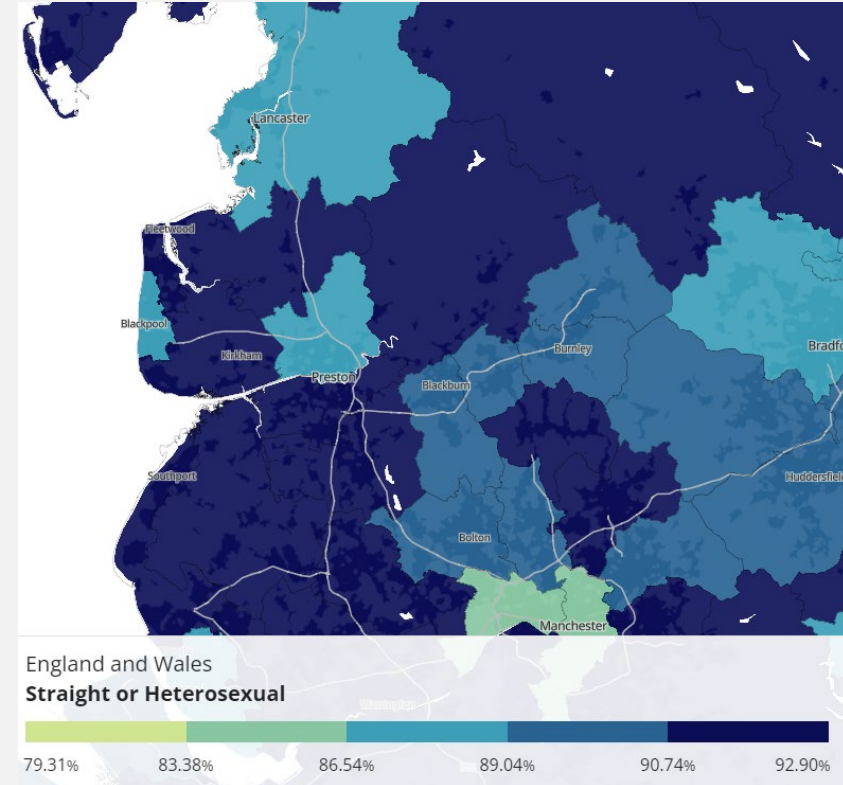 Lancaster
Fleetwood
Blackpool
Kirkham
Preston
Burnley
Blackburn
Bradfo
Southport
Huddersfiel
Bolton
Manchester
England and Wales
Straight or Heterosexual
Warrington
79.31% 83.38% 86.54% 89.04% 90.74% 92.90%